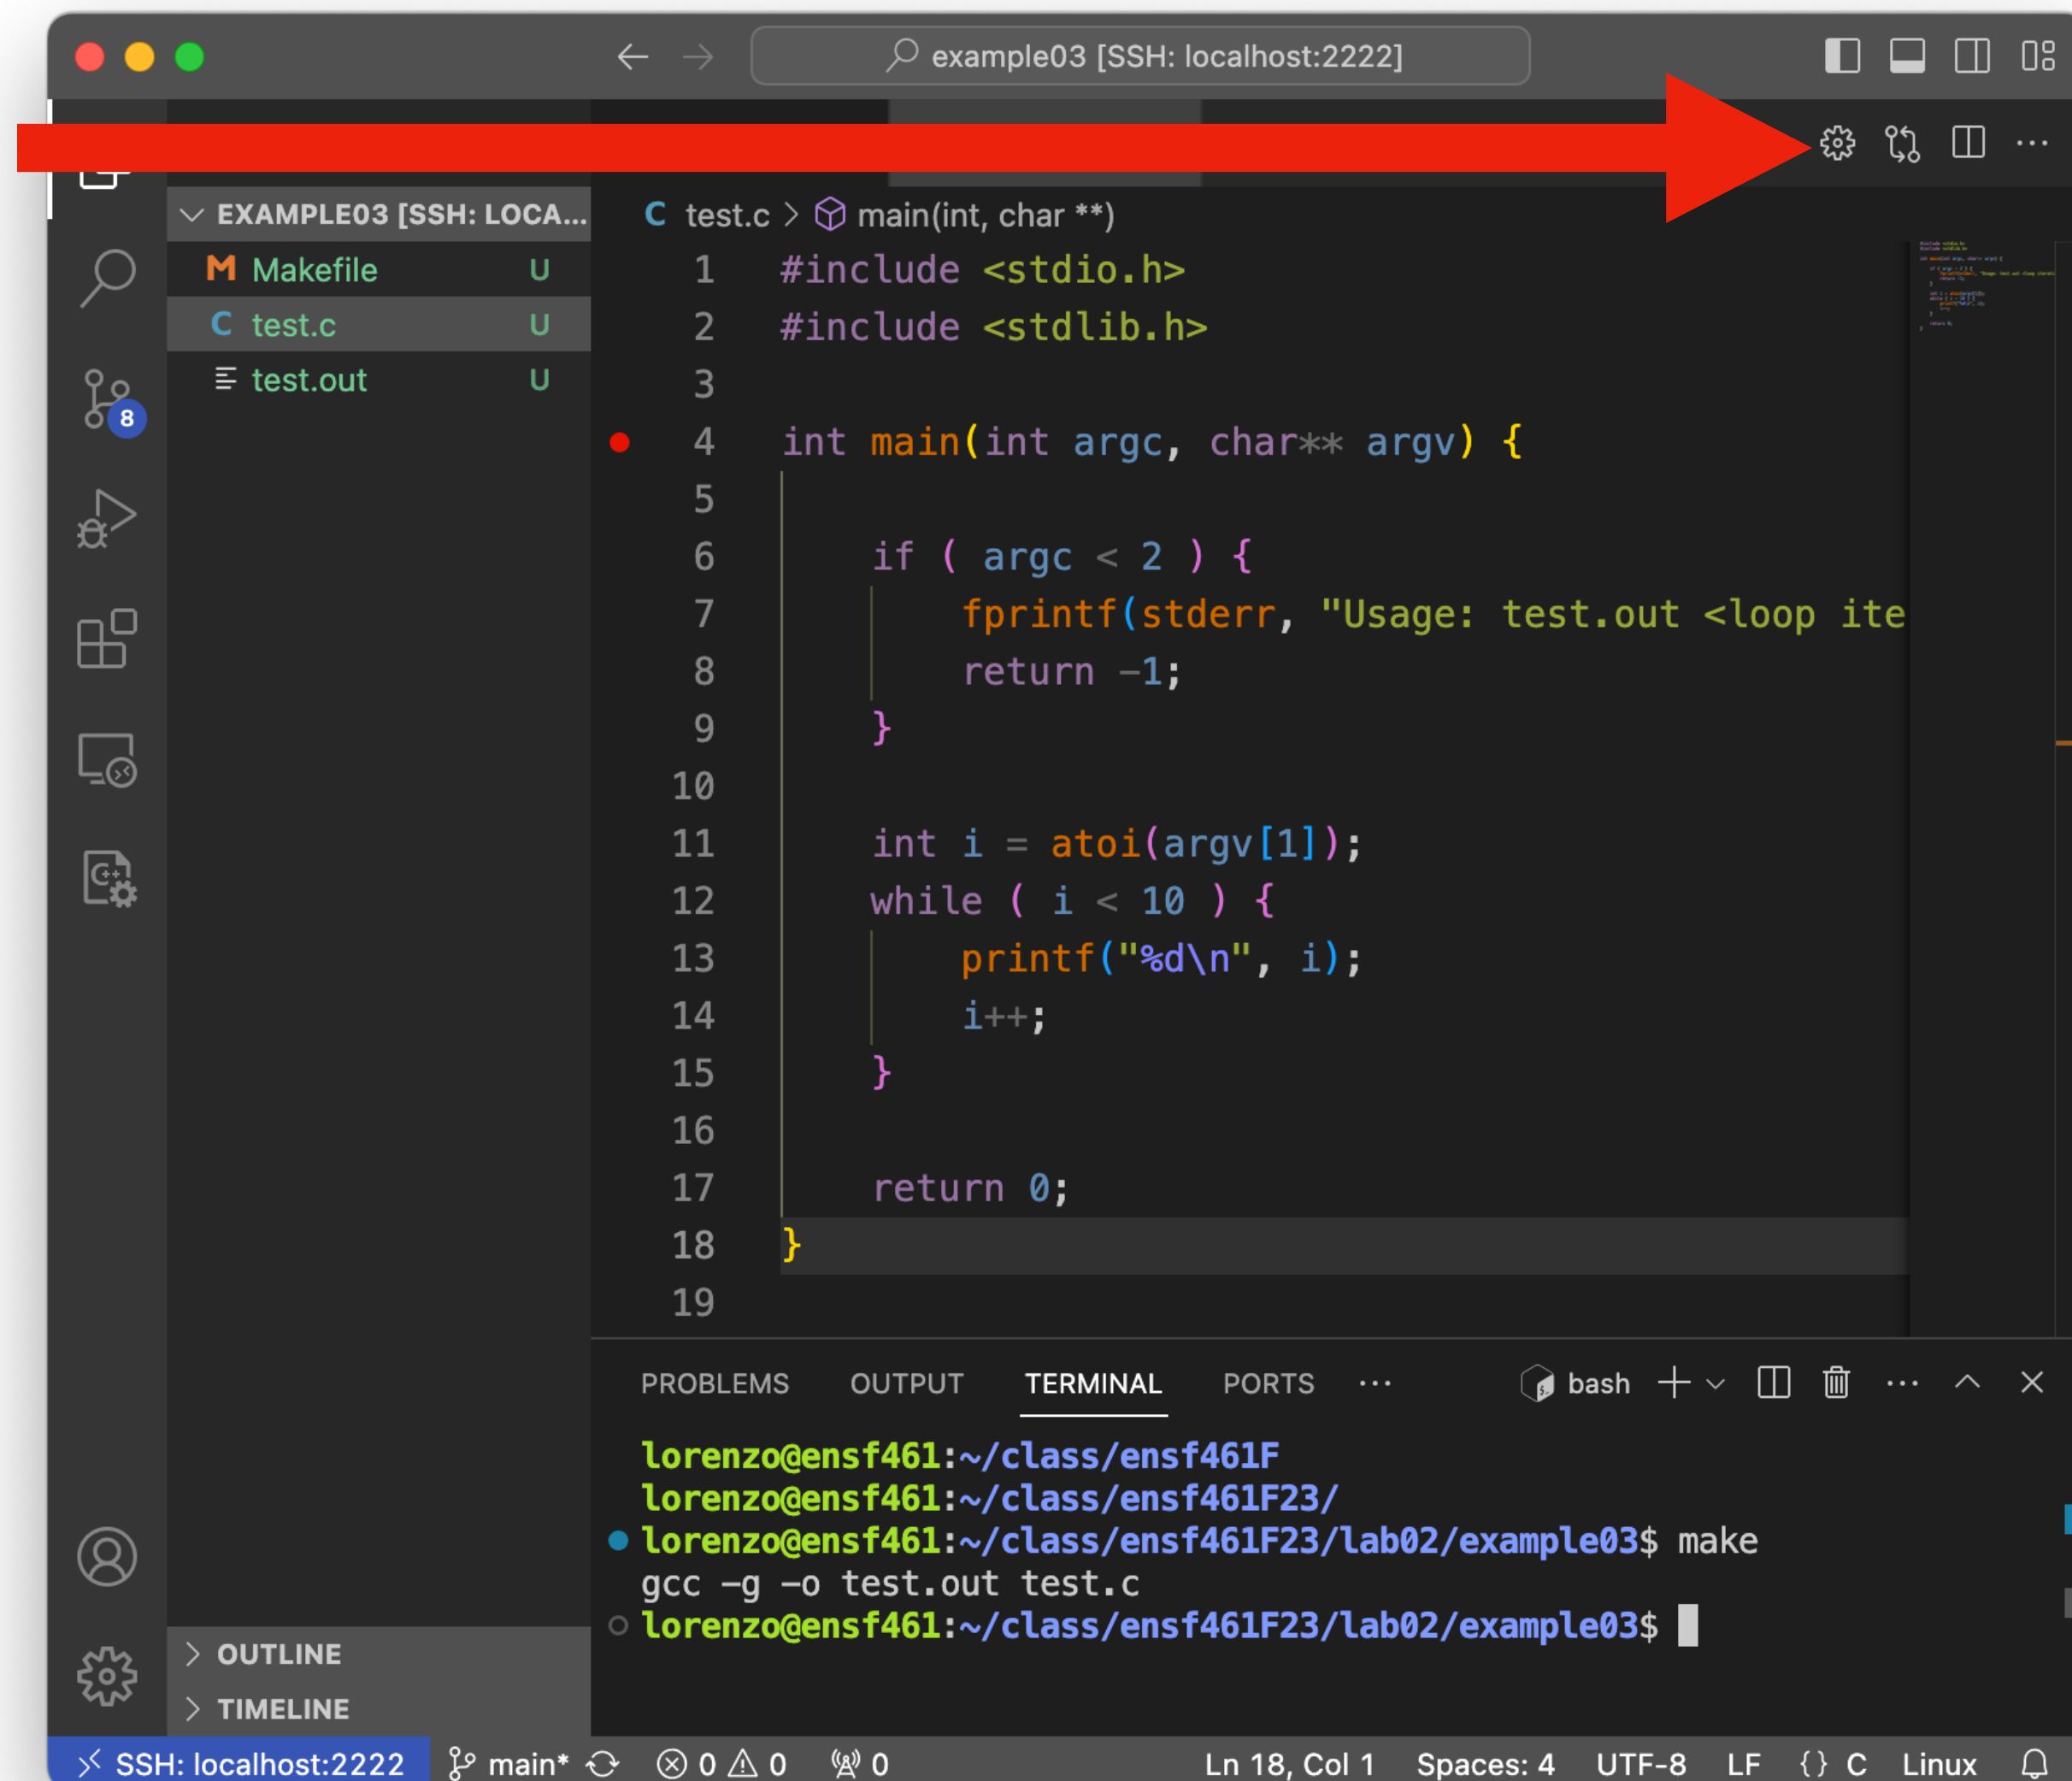 example03 [SSH: localhost:2222]
EXAMPLE03 [SSH: LOCA...
M Makefile U
C test.c U
test.out U
8
C test.c > main(int, char **)
1 #include <stdio.h>
2 #include <stdlib.h>
3
4 int main(int argc, char** argv) {
5
6 if ( argc < 2 ) {
7 fprintf(stderr, "Usage: test.out <loop ite
8 return -1;
9 }
10
11 int i = atoi(argv[1]);
12 while ( i < 10 ) {
13 printf("%d\n", i);
14 i++;
15 }
16
17 return 0;
18 }
19
PROBLEMS OUTPUT TERMINAL PORTS ... bash
lorenzo@ensf461:~/class/ensf461F
lorenzo@ensf461:~/class/ensf461F23/
lorenzo@ensf461:~/class/ensf461F23/lab02/example03$ make
gcc -g -o test.out test.c
lorenzo@ensf461:~/class/ensf461F23/lab02/example03$
OUTLINE
TIMELINE
SSH: localhost:2222 main* 0 0 0 Ln 18, Col 1 Spaces: 4 UTF-8 LF {} C Linux